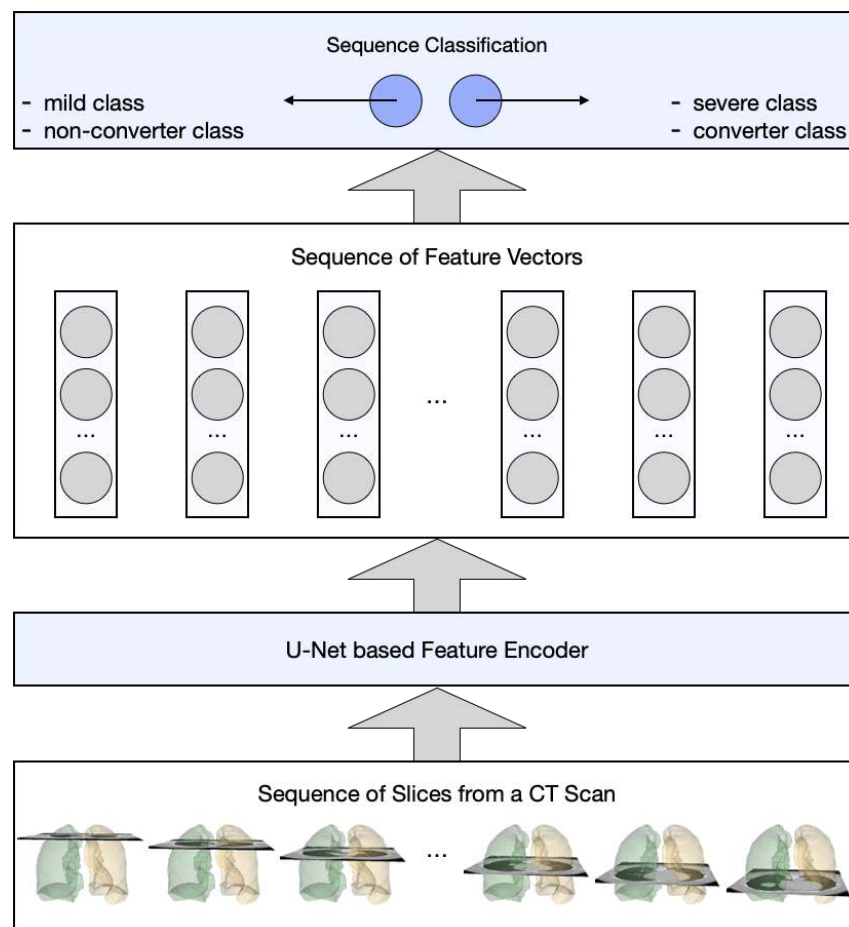 Sequence Classification
- mild class
- non-converter class
- severe class
- converter class
Sequence of Feature Vectors
...
... ... ... ... ... ...
U-Net based Feature Encoder
Sequence of Slices from a CT Scan
...